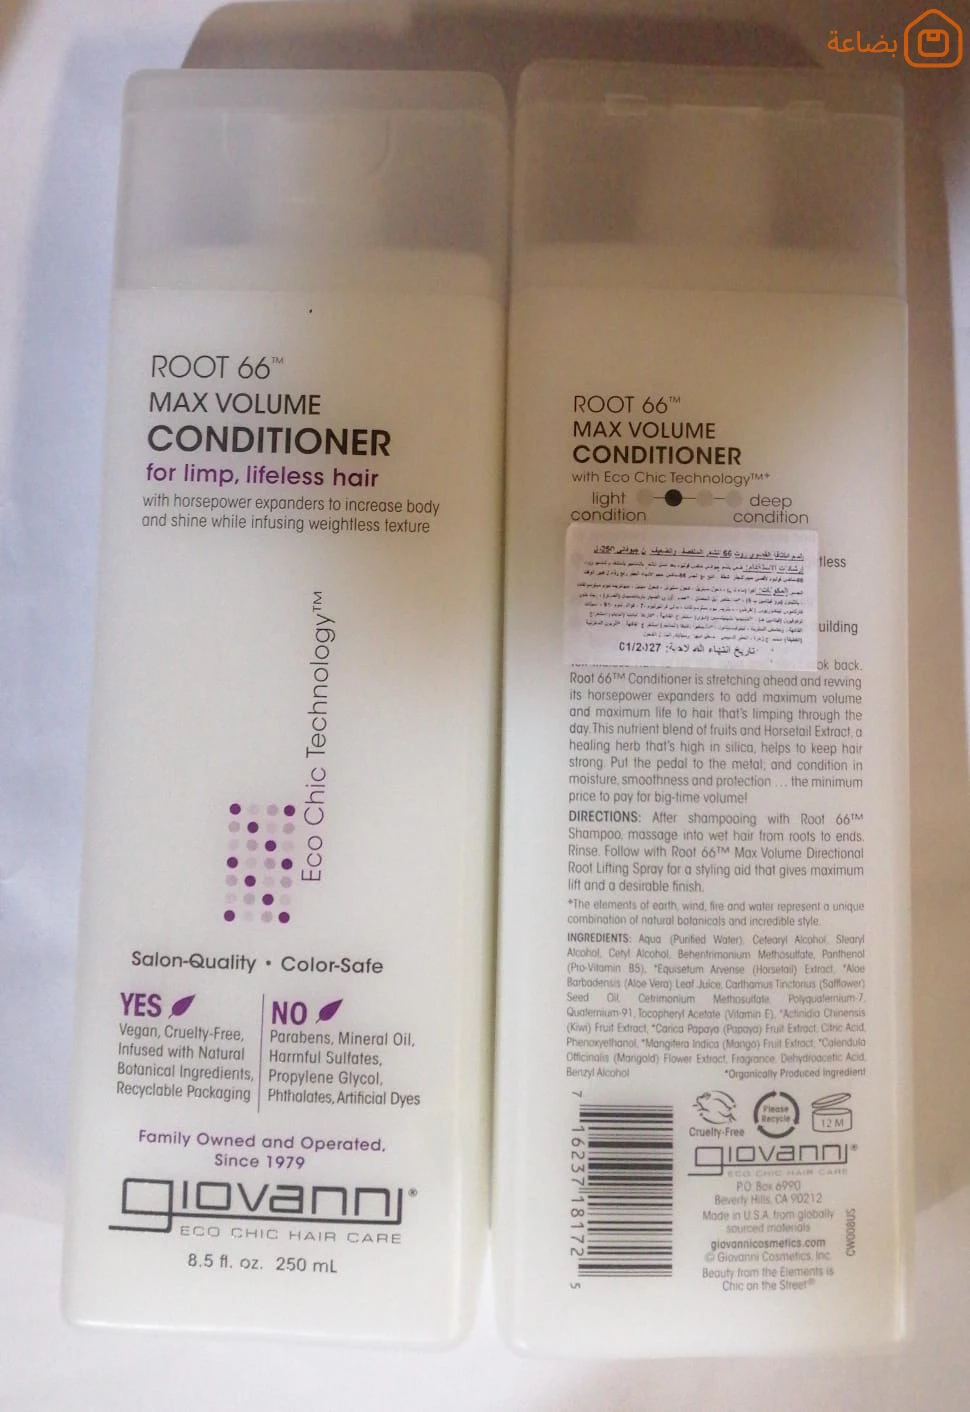 بضاعة
ROOT 66™
MAX VOLUME
CONDITIONER
for limp, lifeless hair
with horsepower expanders to increase body
and shine while infusing weightless texture
Eco Chic Technology™
Salon-Quality • Color-Safe
YES
Vegan, Cruelty-Free,
Infused with Natural
Botanical Ingredients,
Recyclable Packaging
NO
Parabens, Mineral Oil,
Harmful Sulfates,
Propylene Glycol,
Phthalates, Artificial Dyes
Family Owned and Operated,
Since 1979
giovanni®
ECO CHIC HAIR CARE
8.5 fl. oz. 250 mL
ROOT 66™
MAX VOLUME
CONDITIONER
with Eco Chic Technology™*
light condition
deep condition
tless
uilding
ok back.
Root 66™ Conditioner is stretching ahead and revving
its horsepower expanders to add maximum volume
and maximum life to hair that's limping through the
day. This nutrient blend of fruits and Horsetail Extract, a
healing herb that's high in silica, helps to keep hair
strong. Put the pedal to the metal; and condition in
moisture, smoothness and protection ... the minimum
price to pay for big-time volume!
DIRECTIONS: After shampooing with Root 66™
Shampoo, massage into wet hair from roots to ends.
Rinse. Follow with Root 66™ Max Volume Directional
Root Lifting Spray for a styling aid that gives maximum
lift and a desirable finish.
*The elements of earth, wind, fire and water represent a unique
combination of natural botanicals and incredible style.
INGREDIENTS: Aqua (Purified Water), Cetearyl Alcohol, Stearyl
Alcohol, Cetyl Alcohol, Behentrimonium Methosulfate, Panthenol
(Pro-Vitamin B5), *Equisetum Arvense (Horsetail) Extract, *Aloe
Barbadensis (Aloe Vera) Leaf Juice, Carthamus Tinctorius (Safflower)
Seed Oil, Cetrimonium Methosulfate, Polyquaternium-7,
Quaternium-91, Tocopheryl Acetate (Vitamin E), *Actinidia Chinensis
(Kiwi) Fruit Extract, *Carica Papaya (Papaya) Fruit Extract, Citric Acid,
Phenoxyethanol, *Mangifera Indica (Mango) Fruit Extract, *Calendula
Officinalis (Marigold) Flower Extract, Fragrance, Dehydroacetic Acid,
Benzyl Alcohol
*Organically Produced Ingredient
7 16237 18172 5
Cruelty-Free
Please
Recycle
12 M
giovanni®
ECO CHIC HAIR CARE
P.O. Box 6990
Beverly Hills, CA 90212
Made in U.S.A. from globally
sourced materials
giovannicosmetics.com
© Giovanni Cosmetics, Inc.
Beauty from the Elements is
Chic on the Street®
CW008US